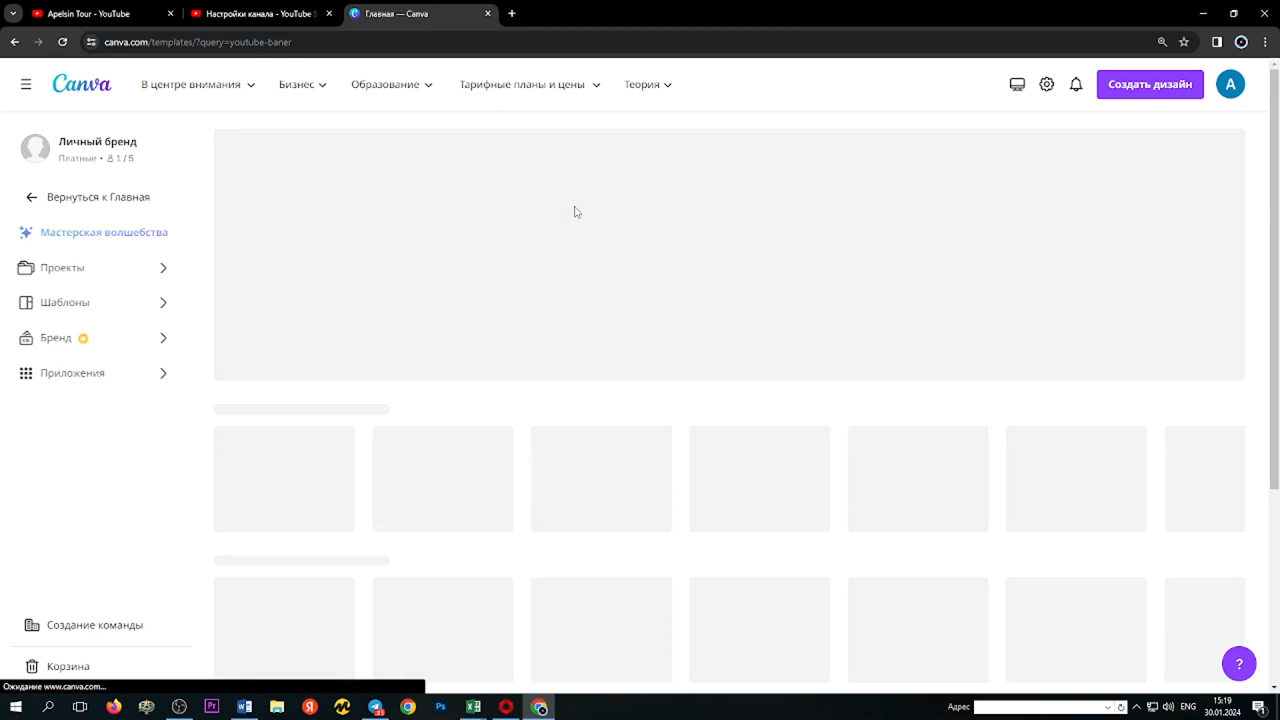 Apelsin Tour - YouTube
Настройки канала - YouTube S
Главная — Canva
canva.com/templates/?query=youtube-baner
Canva
В центре внимания
Бизнес
Образование
Тарифные планы и цены
Теория
Создать дизайн
A
Личный бренд
Платные • 1 / 5
Вернуться к Главная
Мастерская волшебства
Проекты
Шаблоны
Бренд
Приложения
Создание команды
Корзина
?
Ожидание www.canva.com...
Адрес
ENG
15:19
30.01.2024